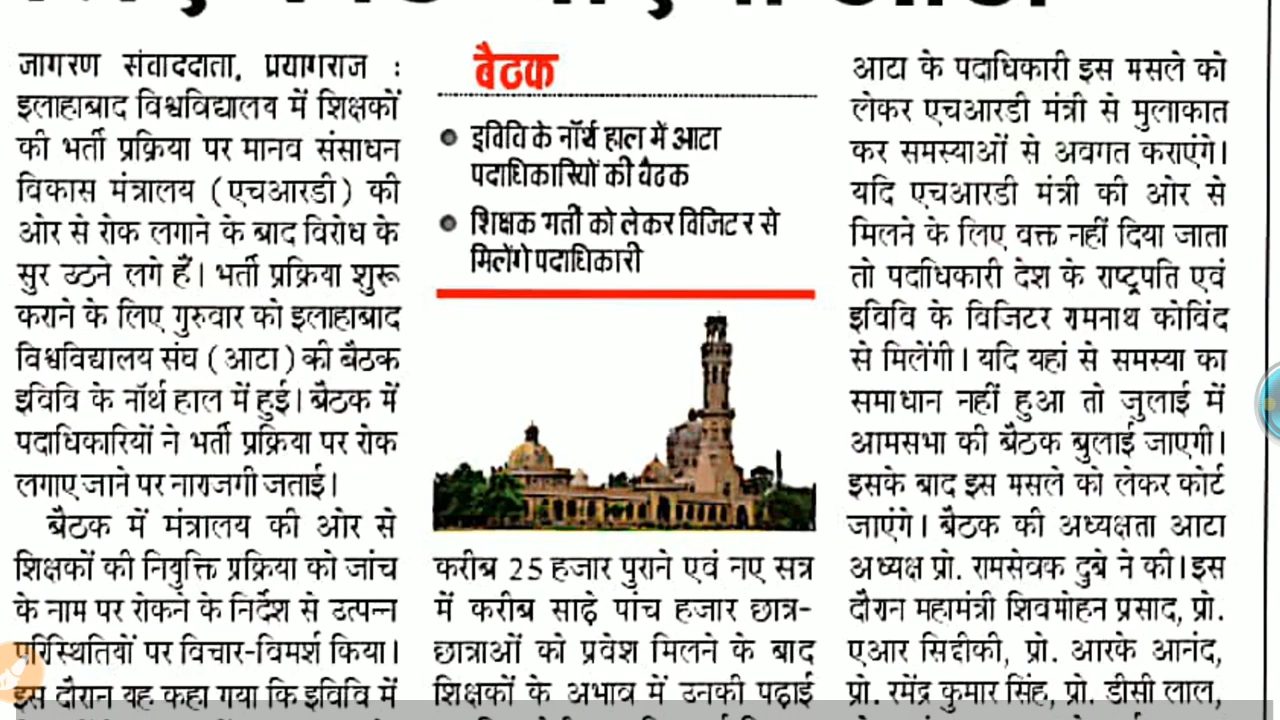 जागरण संवाददाता, प्रयागराज :
इलाहाबाद विश्वविद्यालय में शिक्षकों
की भर्ती प्रक्रिया पर मानव संसाधन
विकास मंत्रालय (एचआरडी) की
ओर से रोक लगाने के बाद विरोध के
सुर उठने लगे हैं। भर्ती प्रक्रिया शुरू
कराने के लिए गुरुवार को इलाहाबाद
विश्वविद्यालय संघ (आटा) की बैठक
इविवि के नॉर्थ हाल में हुई। बैठक में
पदाधिकारियों ने भर्ती प्रक्रिया पर रोक
लगाए जाने पर नाराजगी जताई।
बैठक में मंत्रालय की ओर से
शिक्षकों की नियुक्ति प्रक्रिया को जांच
के नाम पर रोकने के निर्देश से उत्पन्न
परिस्थितियों पर विचार-विमर्श किया।
इस दौरान यह कहा गया कि इविवि में
बैठक
इविवि के नॉर्थ हाल में आटा
पदाधिकारियों की बैठक
शिक्षक भर्ती को लेकर विजिटर से
मिलेंगे पदाधिकारी
करीब 25 हजार पुराने एवं नए सत्र
में करीब साढ़े पांच हजार छात्र-
छात्राओं को प्रवेश मिलने के बाद
शिक्षकों के अभाव में उनकी पढ़ाई
आटा के पदाधिकारी इस मसले को
लेकर एचआरडी मंत्री से मुलाकात
कर समस्याओं से अवगत कराएंगे।
यदि एचआरडी मंत्री की ओर से
मिलने के लिए वक्त नहीं दिया जाता
तो पदाधिकारी देश के राष्ट्रपति एवं
इविवि के विजिटर रामनाथ कोविंद
से मिलेंगी। यदि यहां से समस्या का
समाधान नहीं हुआ तो जुलाई में
आमसभा की बैठक बुलाई जाएगी।
इसके बाद इस मसले को लेकर कोर्ट
जाएंगे। बैठक की अध्यक्षता आटा
अध्यक्ष प्रो. रामसेवक दुबे ने की। इस
दौरान महामंत्री शिवमोहन प्रसाद, प्रो.
एआर सिद्दीकी, प्रो. आरके आनंद,
प्रो. रमेंद्र कुमार सिंह, प्रो. डीसी लाल,